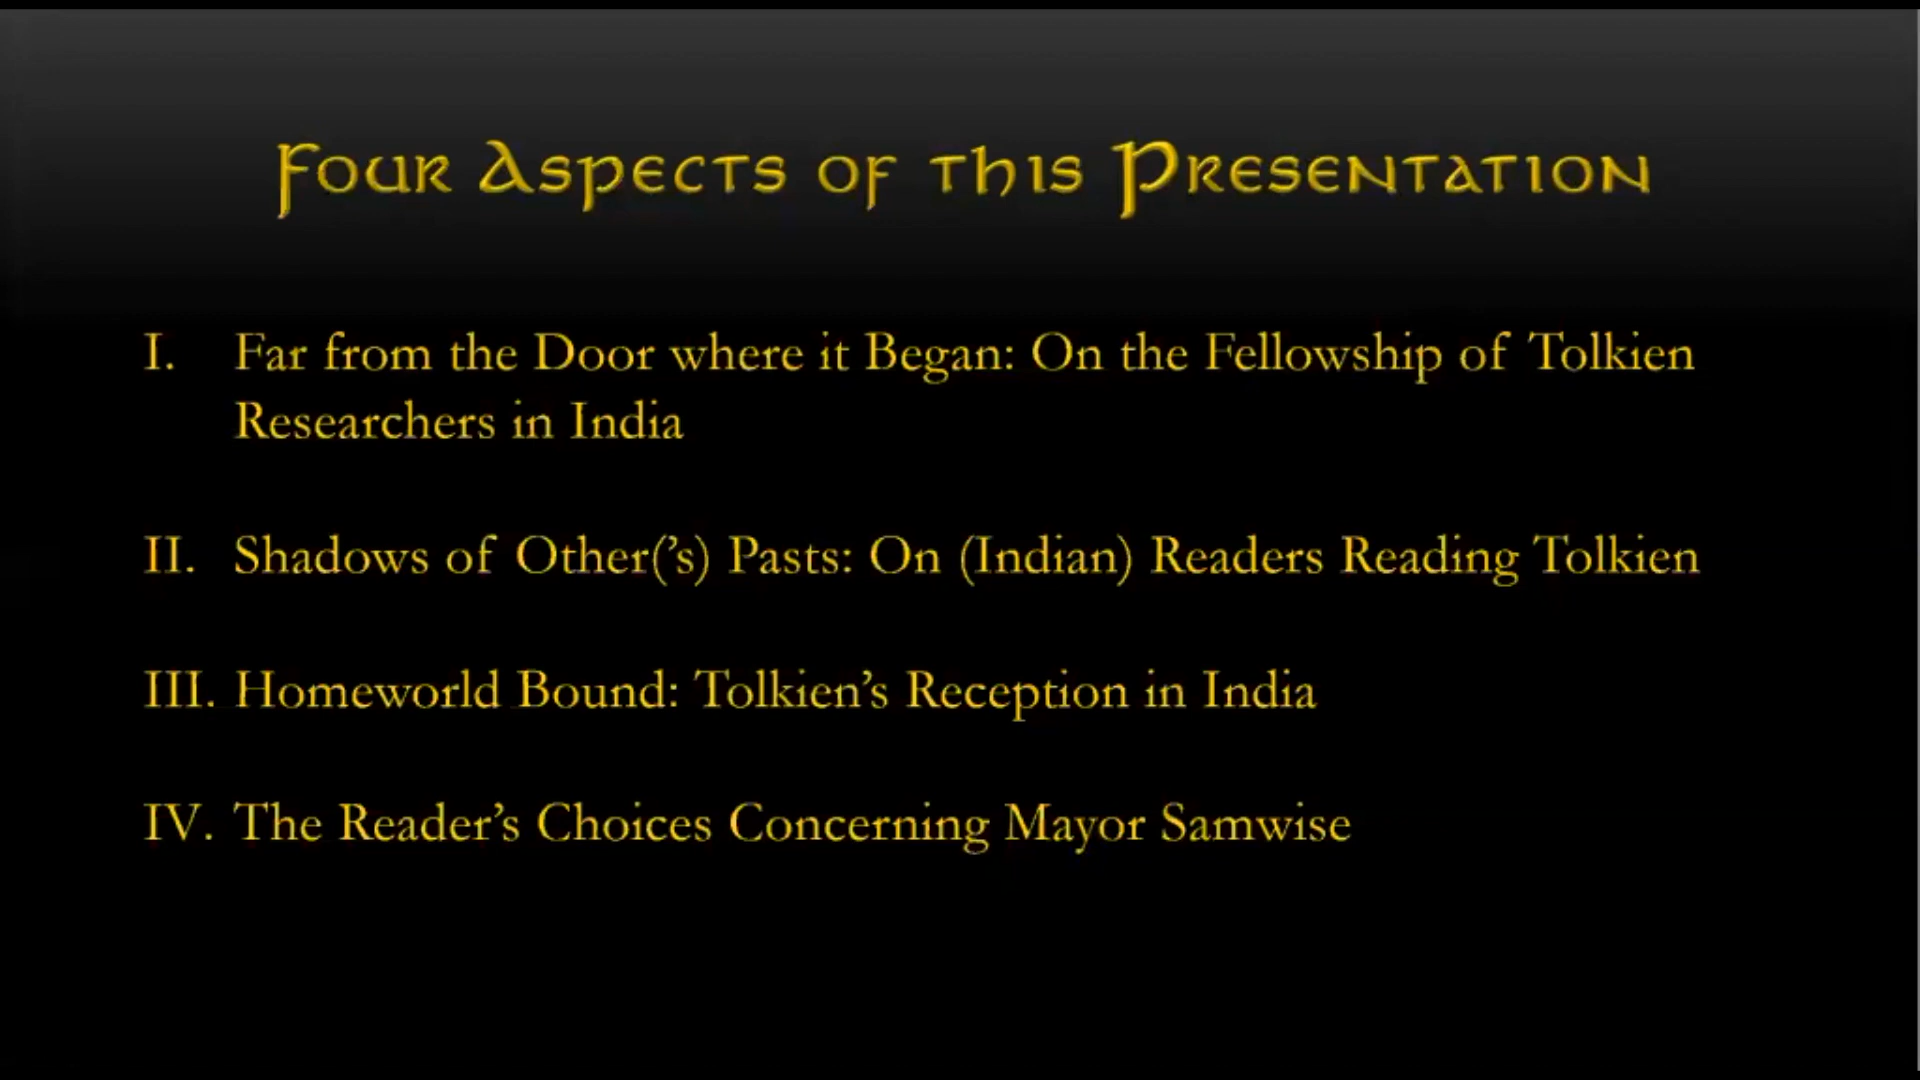 Four Aspects of this Presentation
I. Far from the Door where it Began: On the Fellowship of Tolkien
Researchers in India
II. Shadows of Other(’s) Pasts: On (Indian) Readers Reading Tolkien
III. Homeworld Bound: Tolkien’s Reception in India
IV. The Reader’s Choices Concerning Mayor Samwise